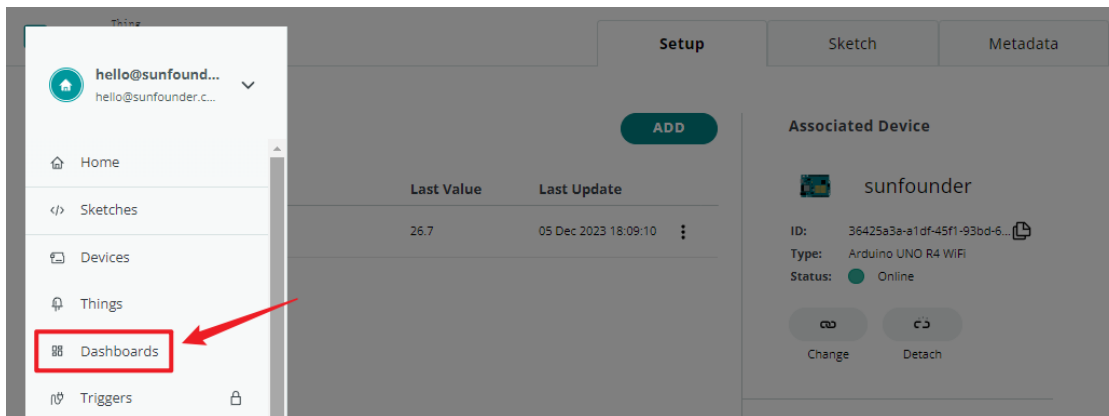 Thing
Setup
Sketch
Metadata
hello@sunfound...
hello@sunfounder.c...
Home
Sketches
Devices
Things
Dashboards
Triggers
ADD
Last Value
Last Update
26.7
05 Dec 2023 18:09:10
Associated Device
sunfounder
ID: 36425a3a-a1df-45f1-93bd-6...
Type: Arduino UNO R4 WiFi
Status: Online
Change
Detach